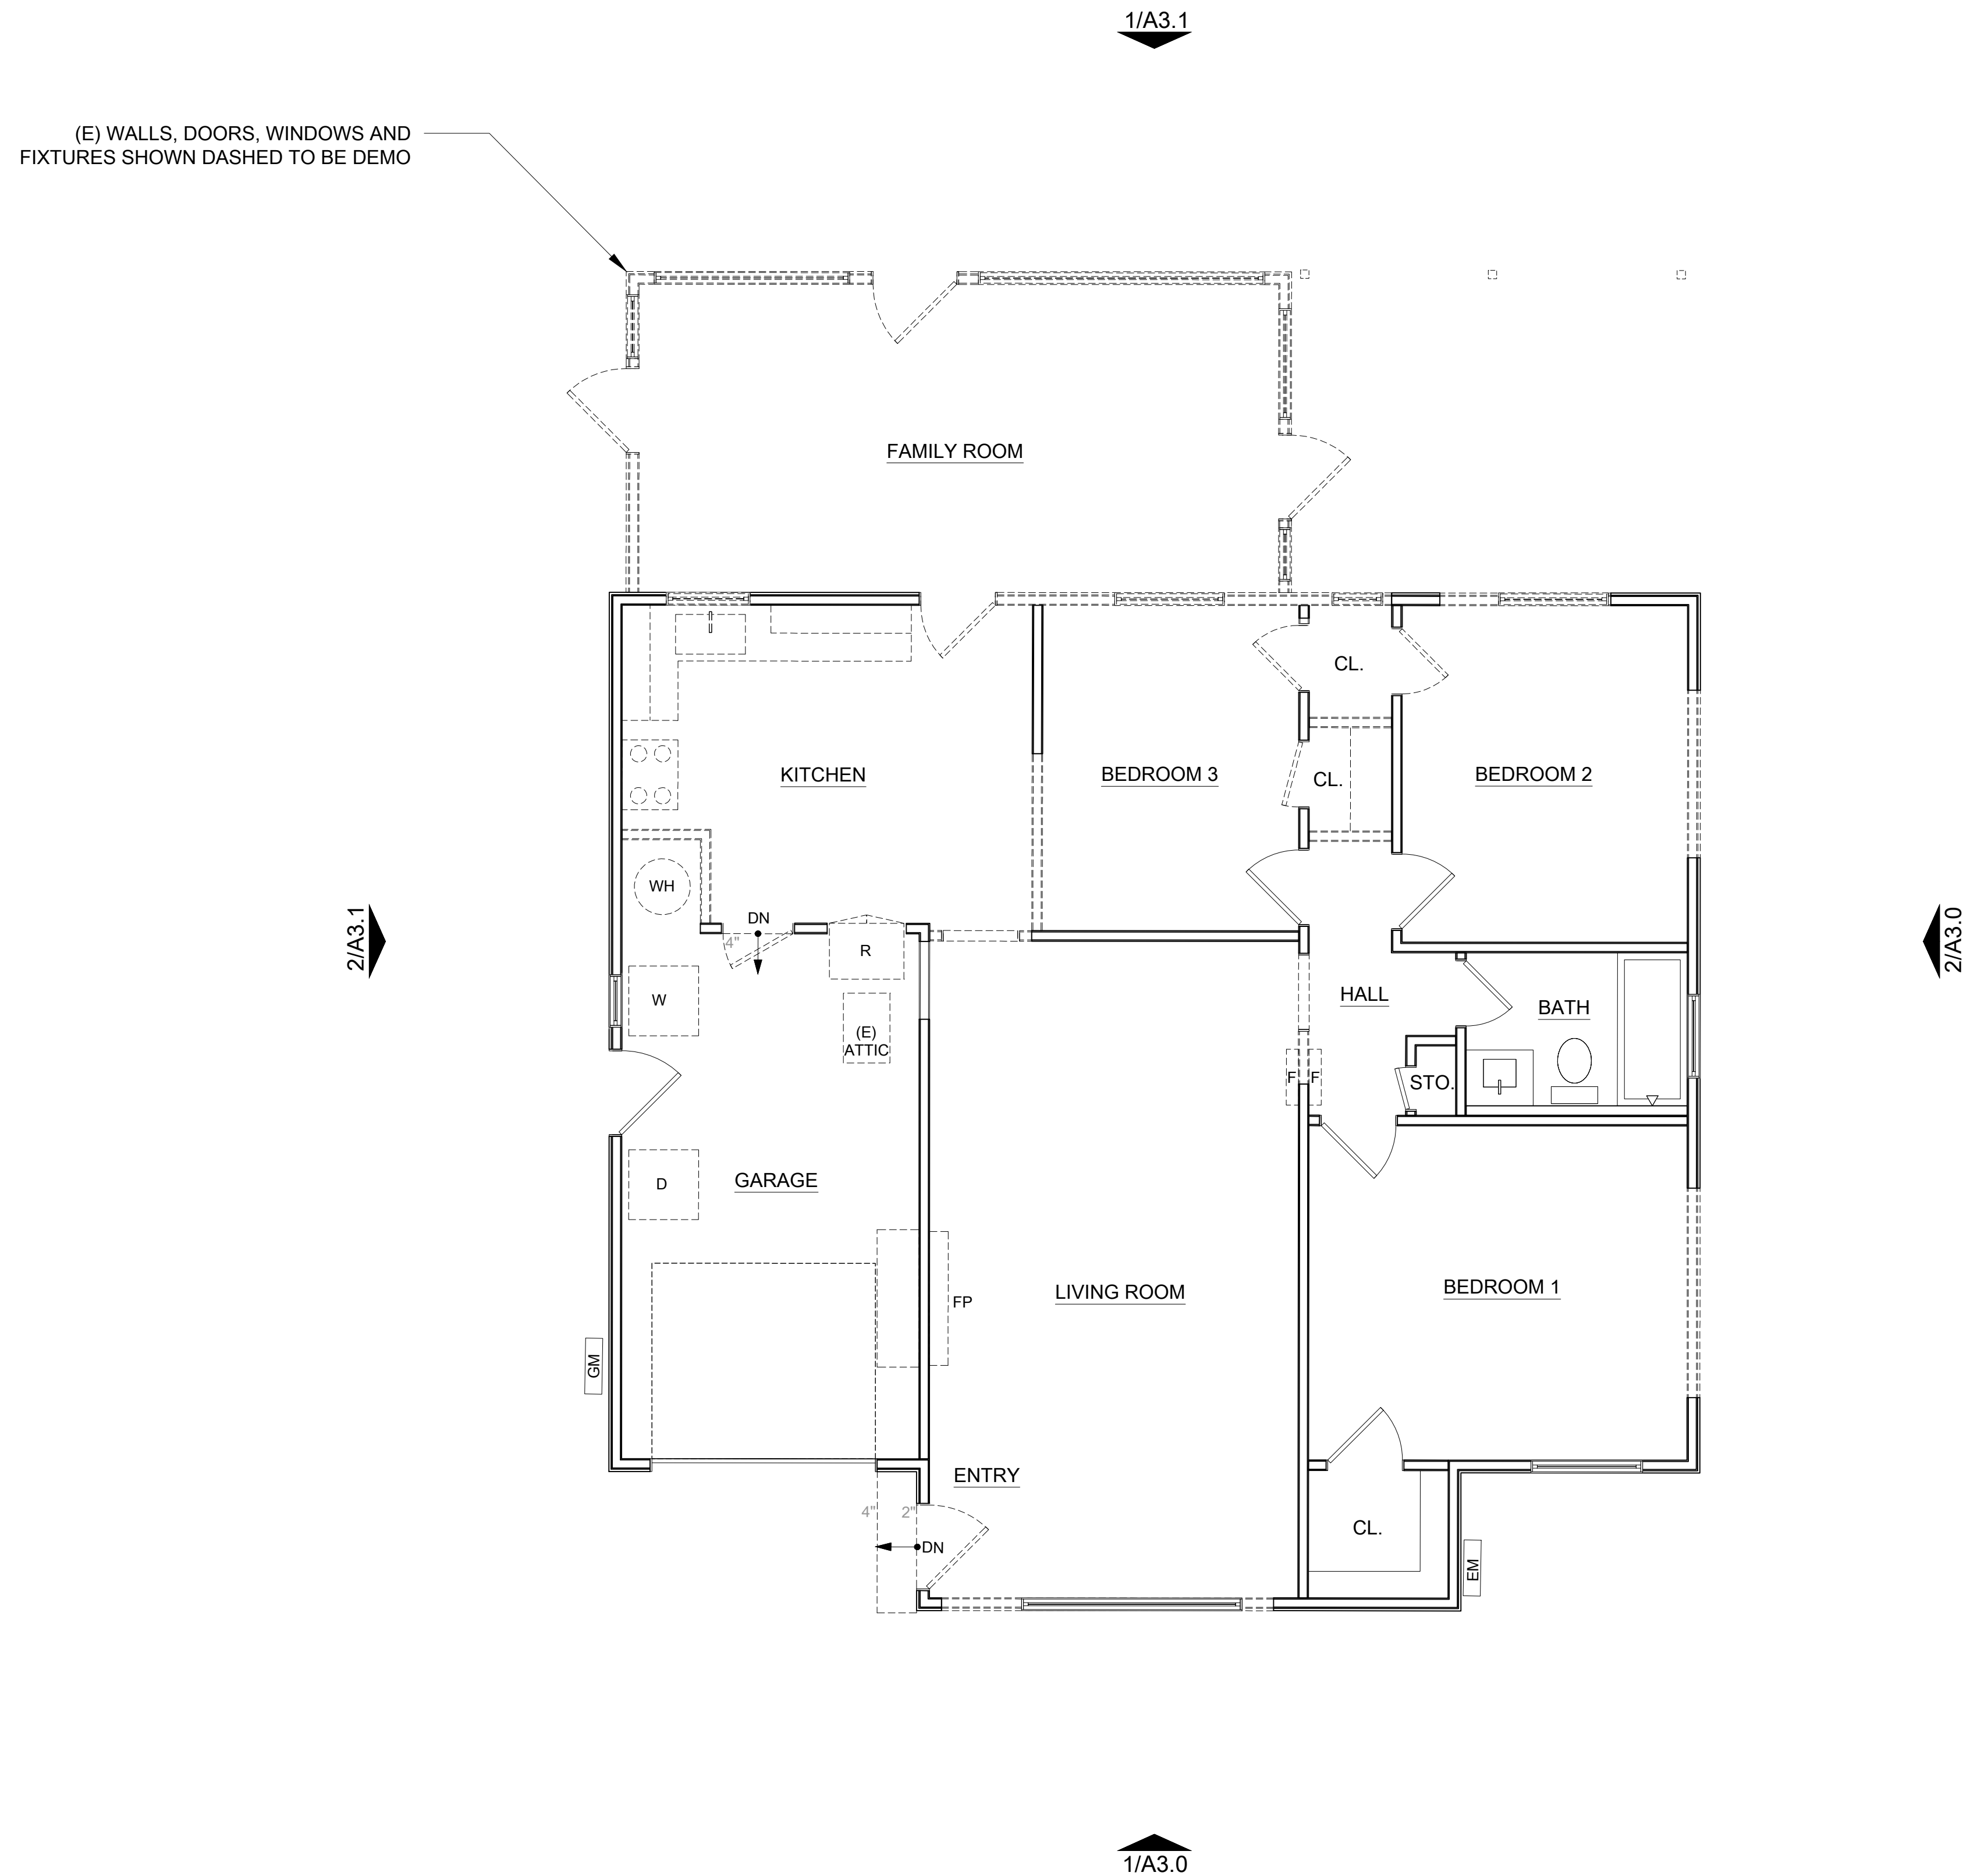 1/A3.1
(E) WALLS, DOORS, WINDOWS AND
FIXTURES SHOWN DASHED TO BE DEMO
FAMILY ROOM
CL.
KITCHEN
BEDROOM 3
CL.
BEDROOM 2
WH
DN
4"
R
2/A3.1
2/A3.0
W
(E)
ATTIC
HALL
BATH
F
F
STO.
D
GARAGE
FP
LIVING ROOM
BEDROOM 1
GM
ENTRY
4"
2"
DN
CL.
EM
1/A3.0